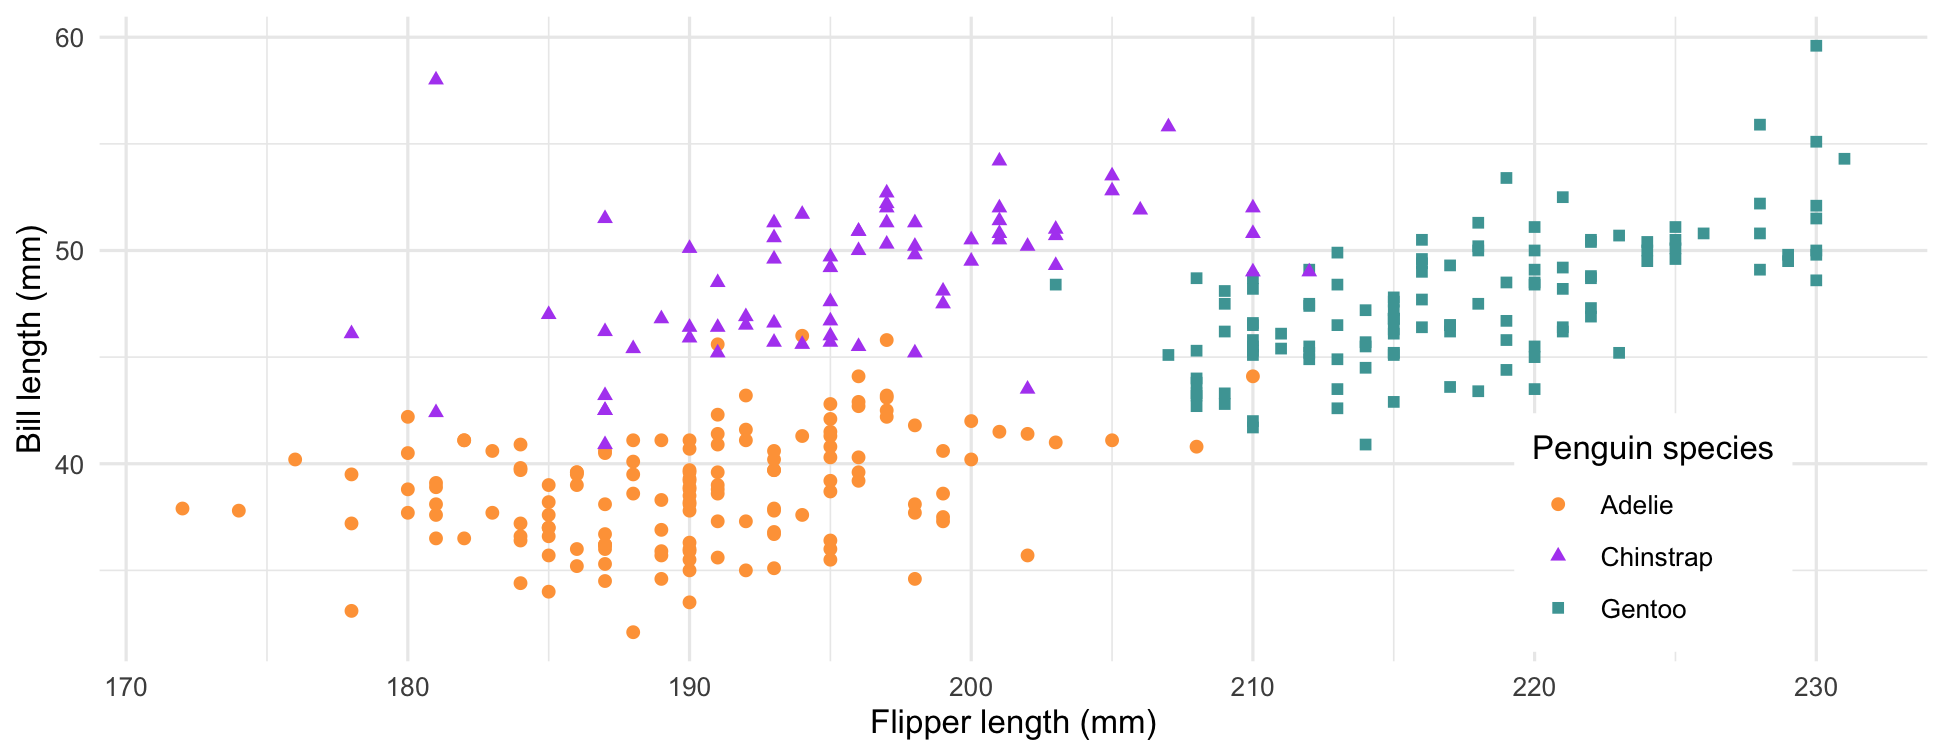 60
50
40
Bill length (mm)
170 180 190 200 210 220 230
Flipper length (mm)
Penguin species
Adelie
Chinstrap
Gentoo